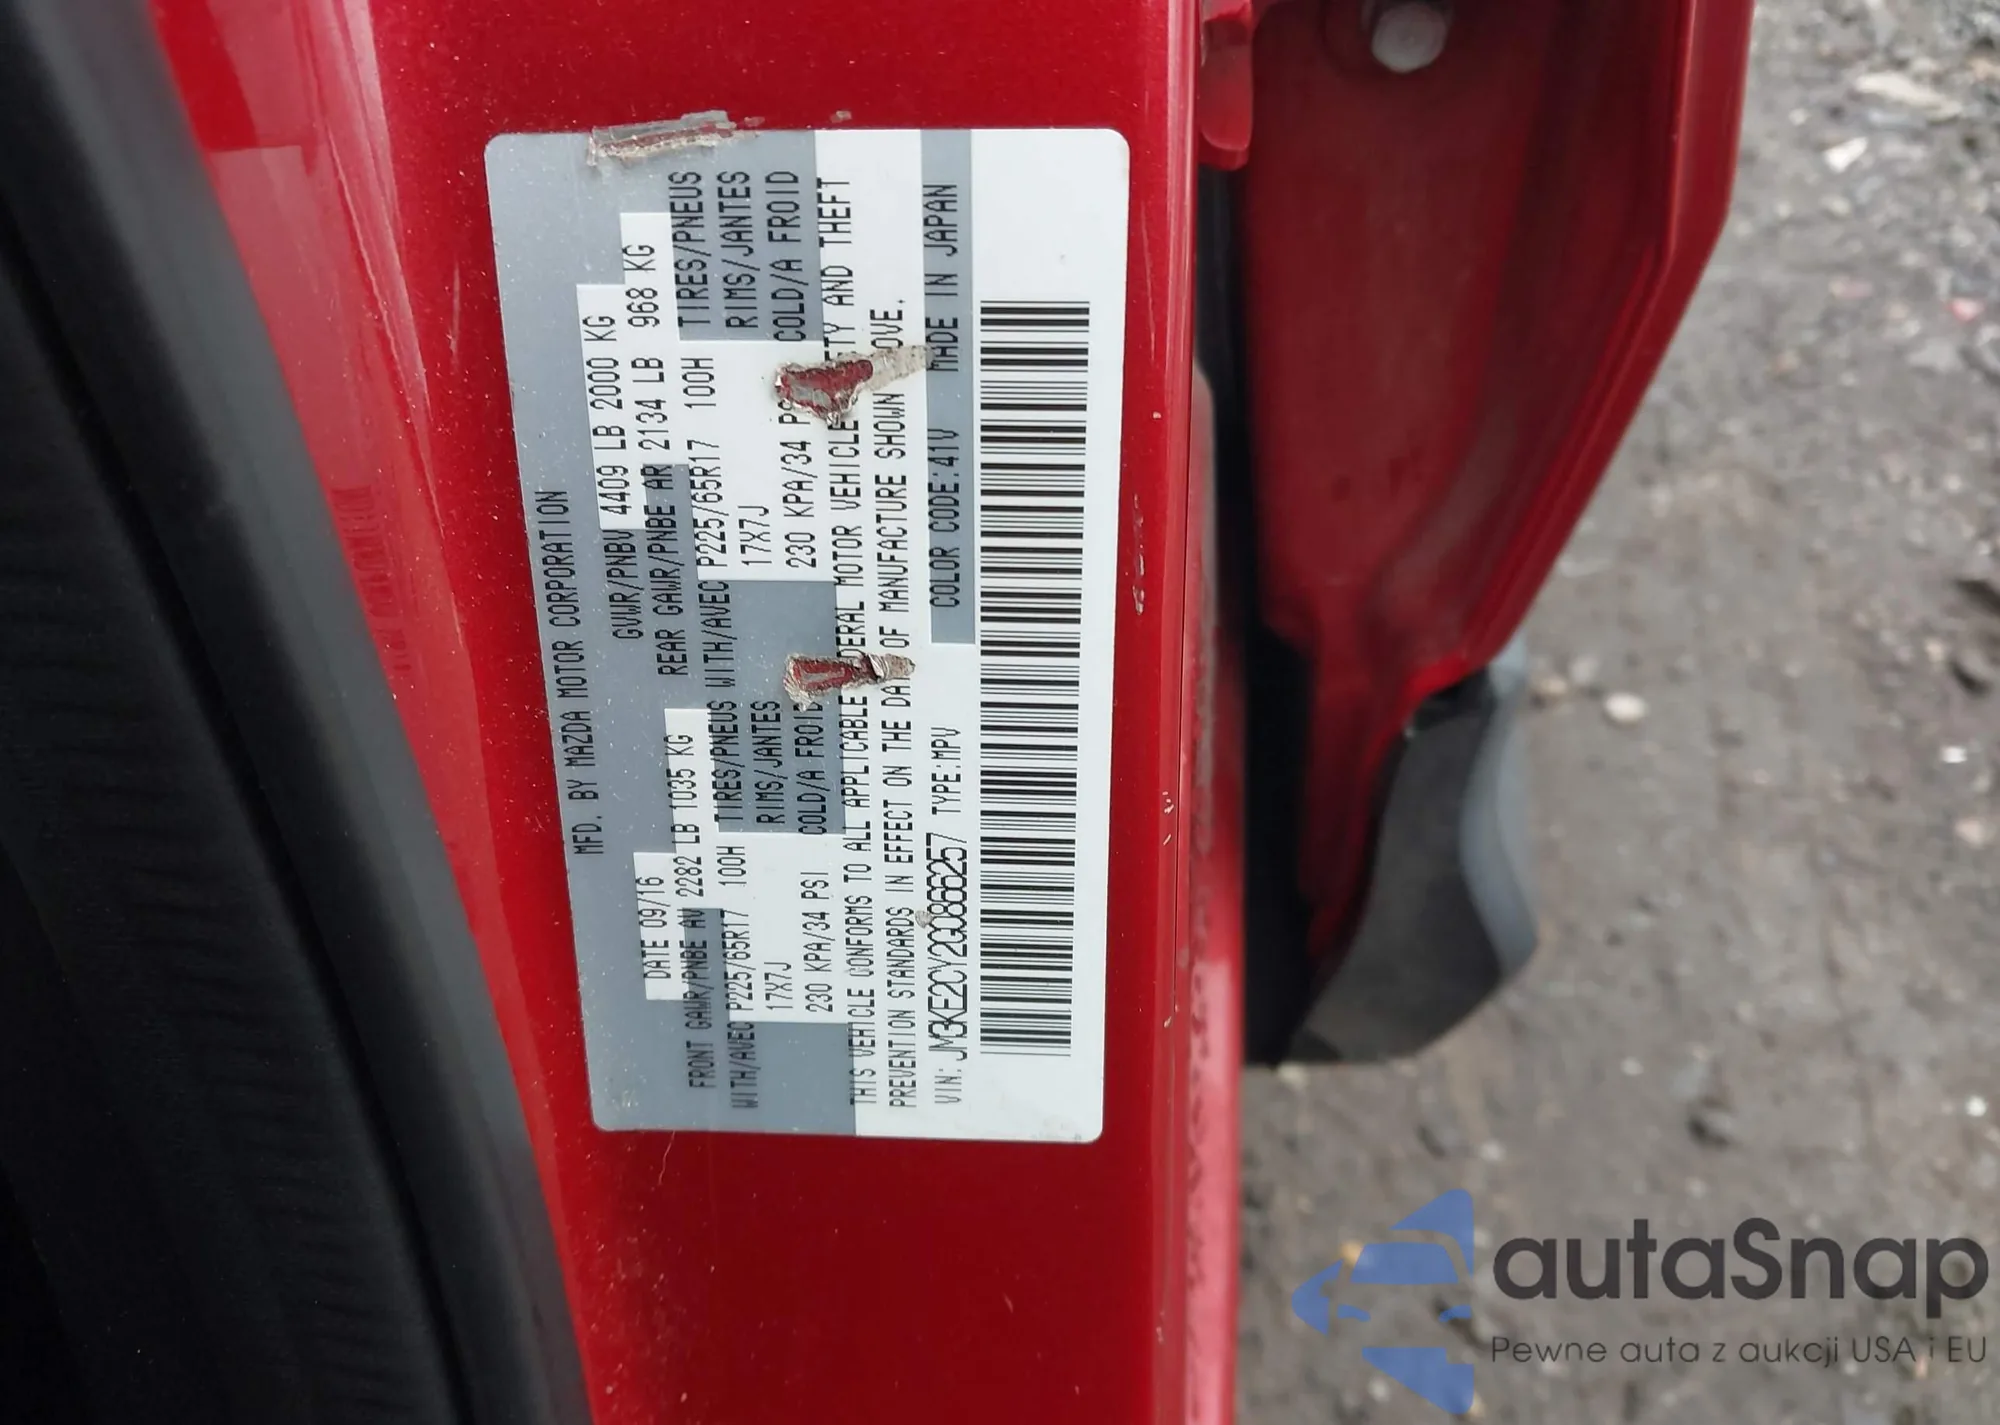 MFD. BY MAZDA MOTOR CORPORATION
DATE 09/16 GVWR/PNBV 4409 LB 2000 KG
FRONT GAWR/PNBE AV 2282 LB 1035 KG REAR GAWR/PNBE AR 2134 LB 968 KG
WITH/AVEC P225/65R17 100H TIRES/PNEUS WITH/AVEC P225/65R17 100H TIRES/PNEUS
17X7J RIMS/JANTES 17X7J RIMS/JANTES
230 KPA/34 PSI COLD/A FROID 230 KPA/34 PS COLD/A FROID
THIS VEHICLE CONFORMS TO ALL APPLICABLE DERAL MOTOR VEHICLE ETY AND THEFT
PREVENTION STANDARDS IN EFFECT ON THE DAT OF MANUFACTURE SHOWN OVE.
VIN: JM3KE2CY2G0866257 TYPE:MPV COLOR CODE:41V MADE IN JAPAN
autaSnap
Pewne auta z aukcji USA i EU